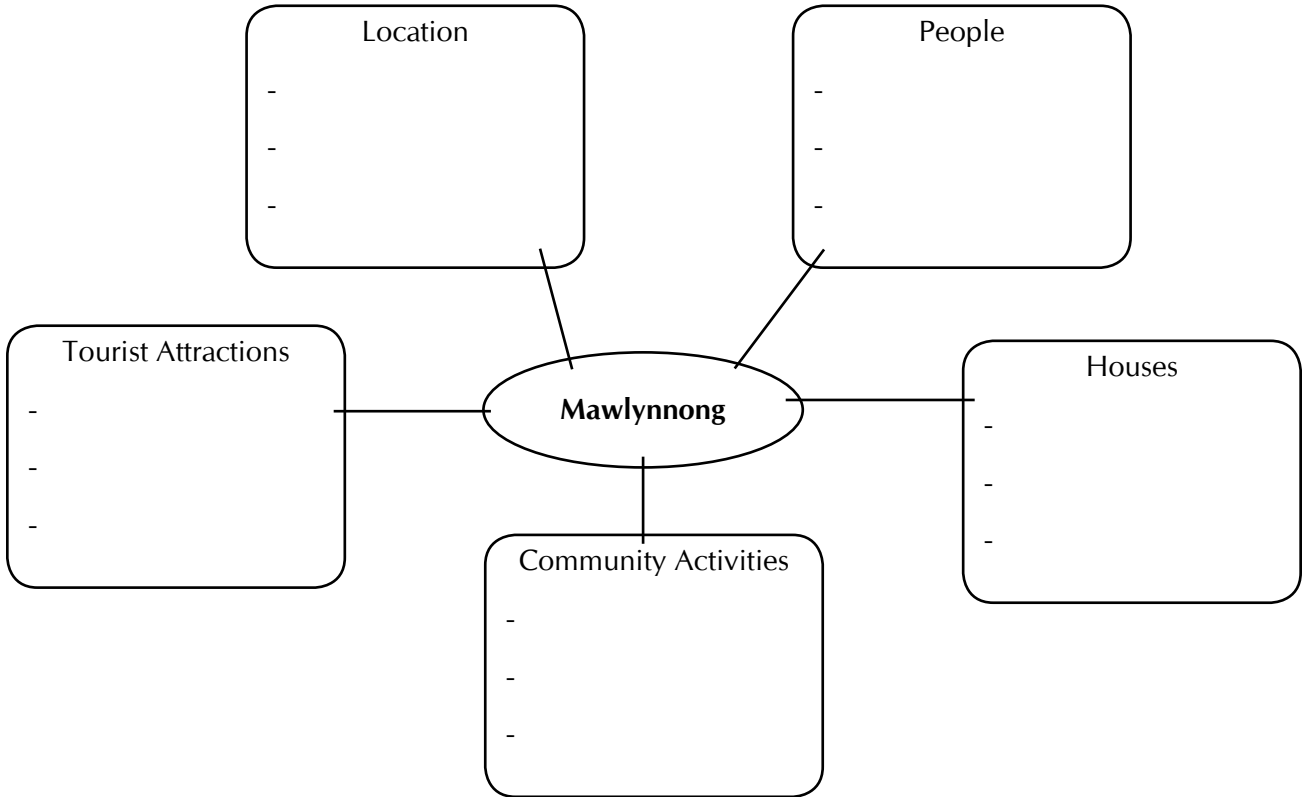 Location
-
-
-
People
-
-
-
Tourist Attractions
-
-
-
Mawlynnong
Houses
-
-
-
Community Activities
-
-
-